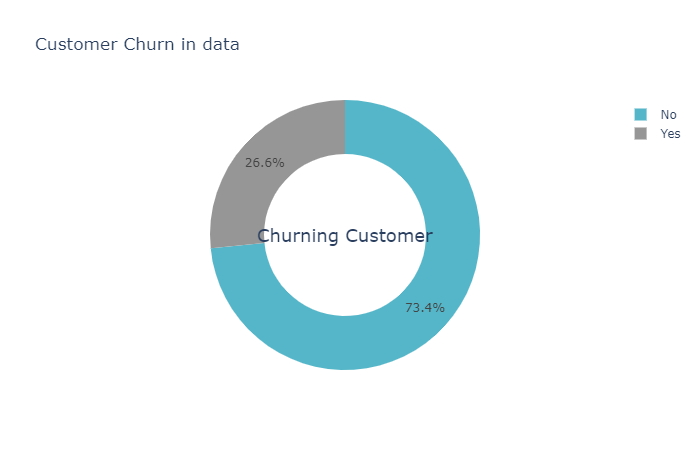 Customer Churn in data
No
Yes
26.6%
Churning Customer
73.4%